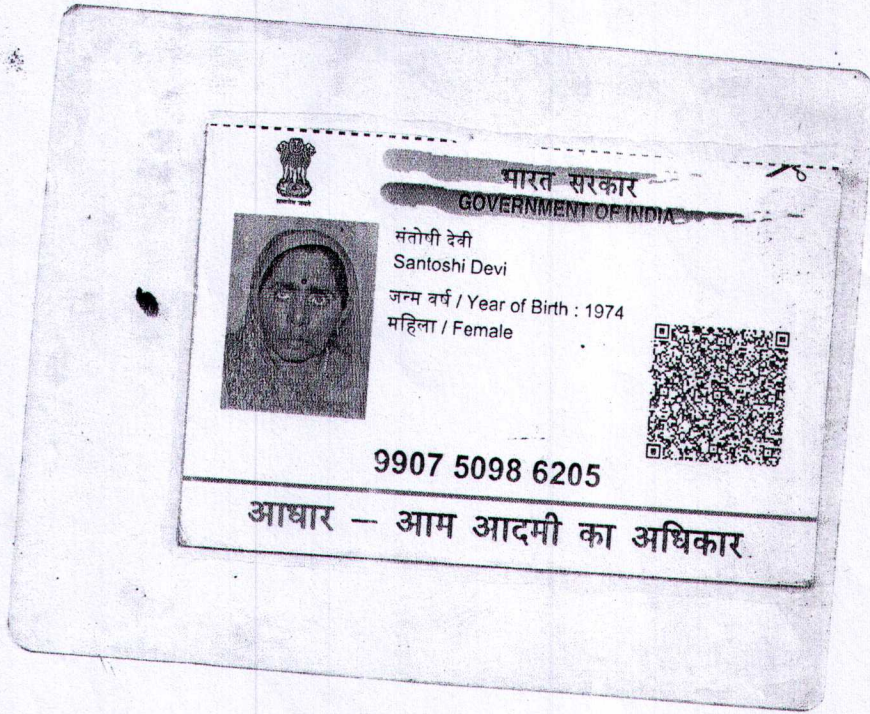 भारत सरकार
GOVERNMENT OF INDIA
संतोषी देवी
Santoshi Devi
जन्म वर्ष / Year of Birth : 1974
महिला / Female
9907 5098 6205
आधार – आम आदमी का अधिकार